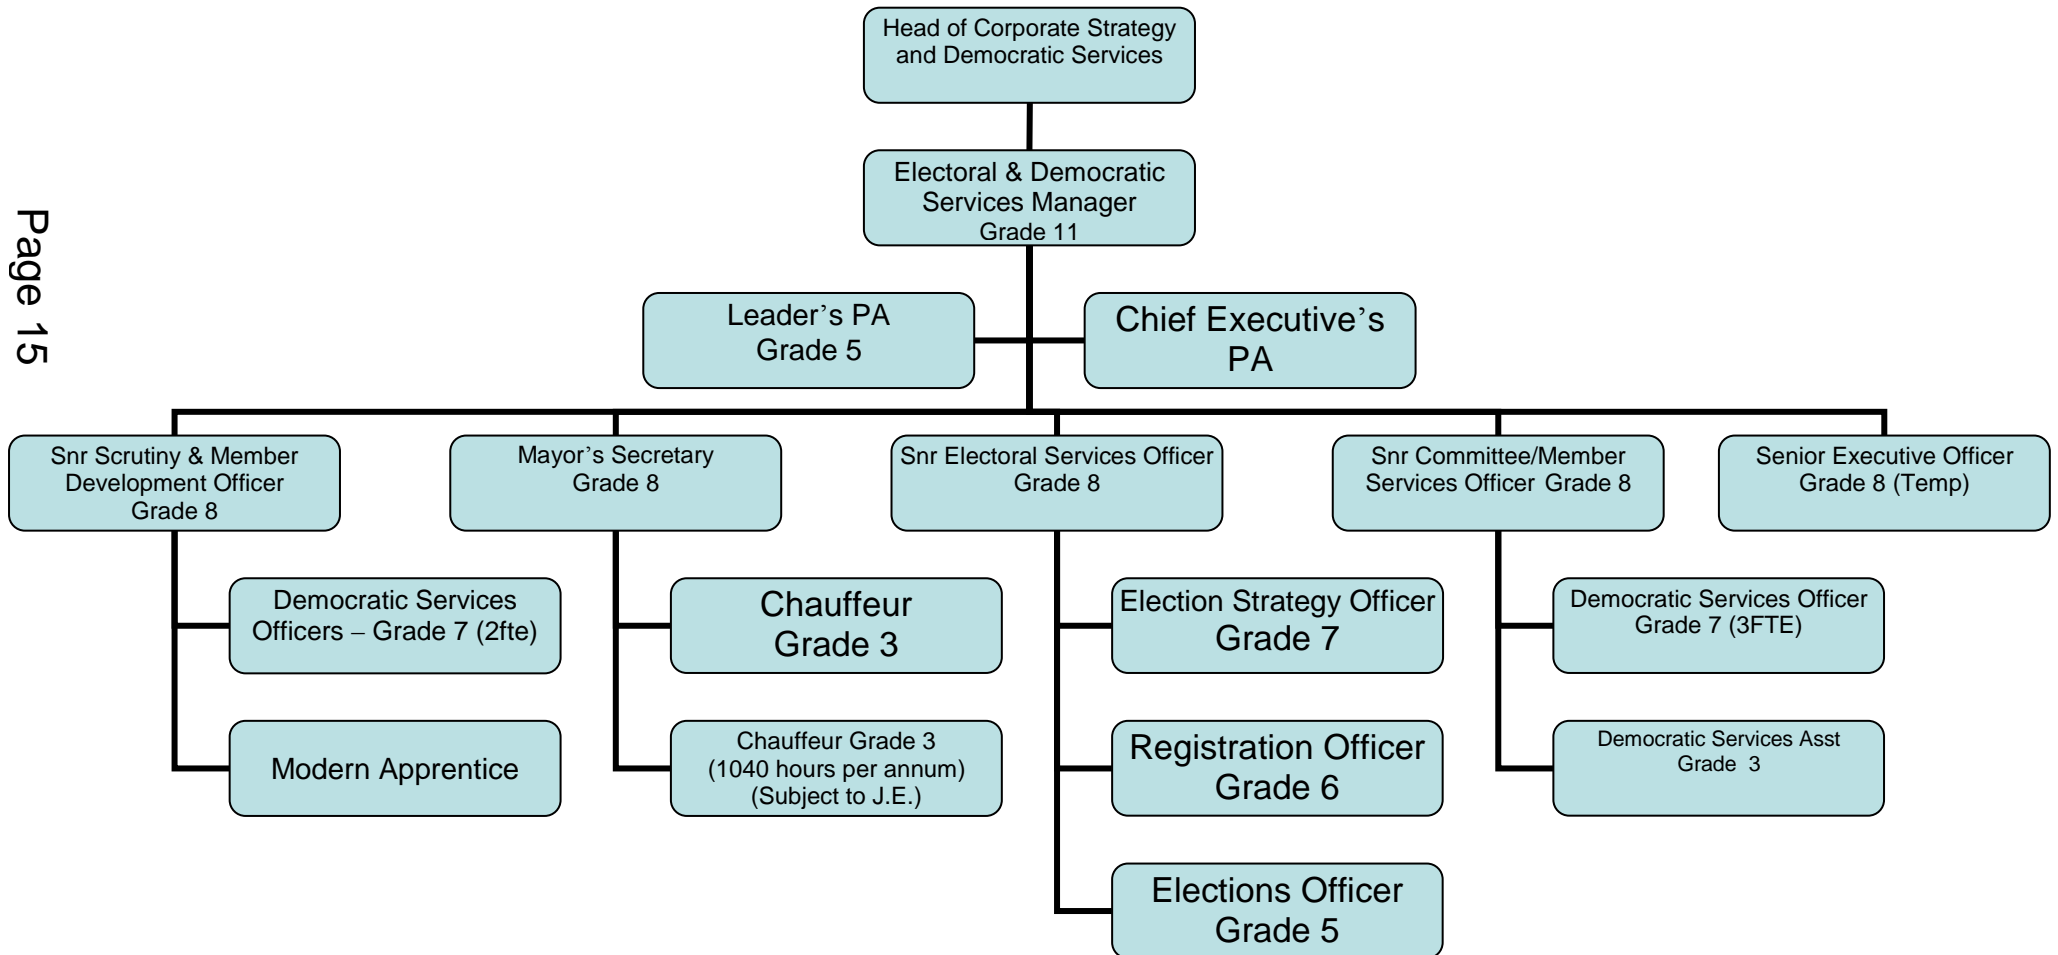 Head of Corporate Strategy
and Democratic Services
Electoral & Democratic
Services Manager
Grade 11
Page 15
Leader’s PA
Grade 5
Chief Executive’s
PA
Snr Scrutiny & Member
Development Officer
Grade 8
Mayor’s Secretary
Grade 8
Snr Electoral Services Officer
Grade 8
Snr Committee/Member
Services Officer Grade 8
Senior Executive Officer
Grade 8 (Temp)
Democratic Services
Officers – Grade 7 (2fte)
Chauffeur
Grade 3
Election Strategy Officer
Grade 7
Democratic Services Officer
Grade 7 (3FTE)
Modern Apprentice
Chauffeur Grade 3
(1040 hours per annum)
(Subject to J.E.)
Registration Officer
Grade 6
Democratic Services Asst
Grade 3
Elections Officer
Grade 5